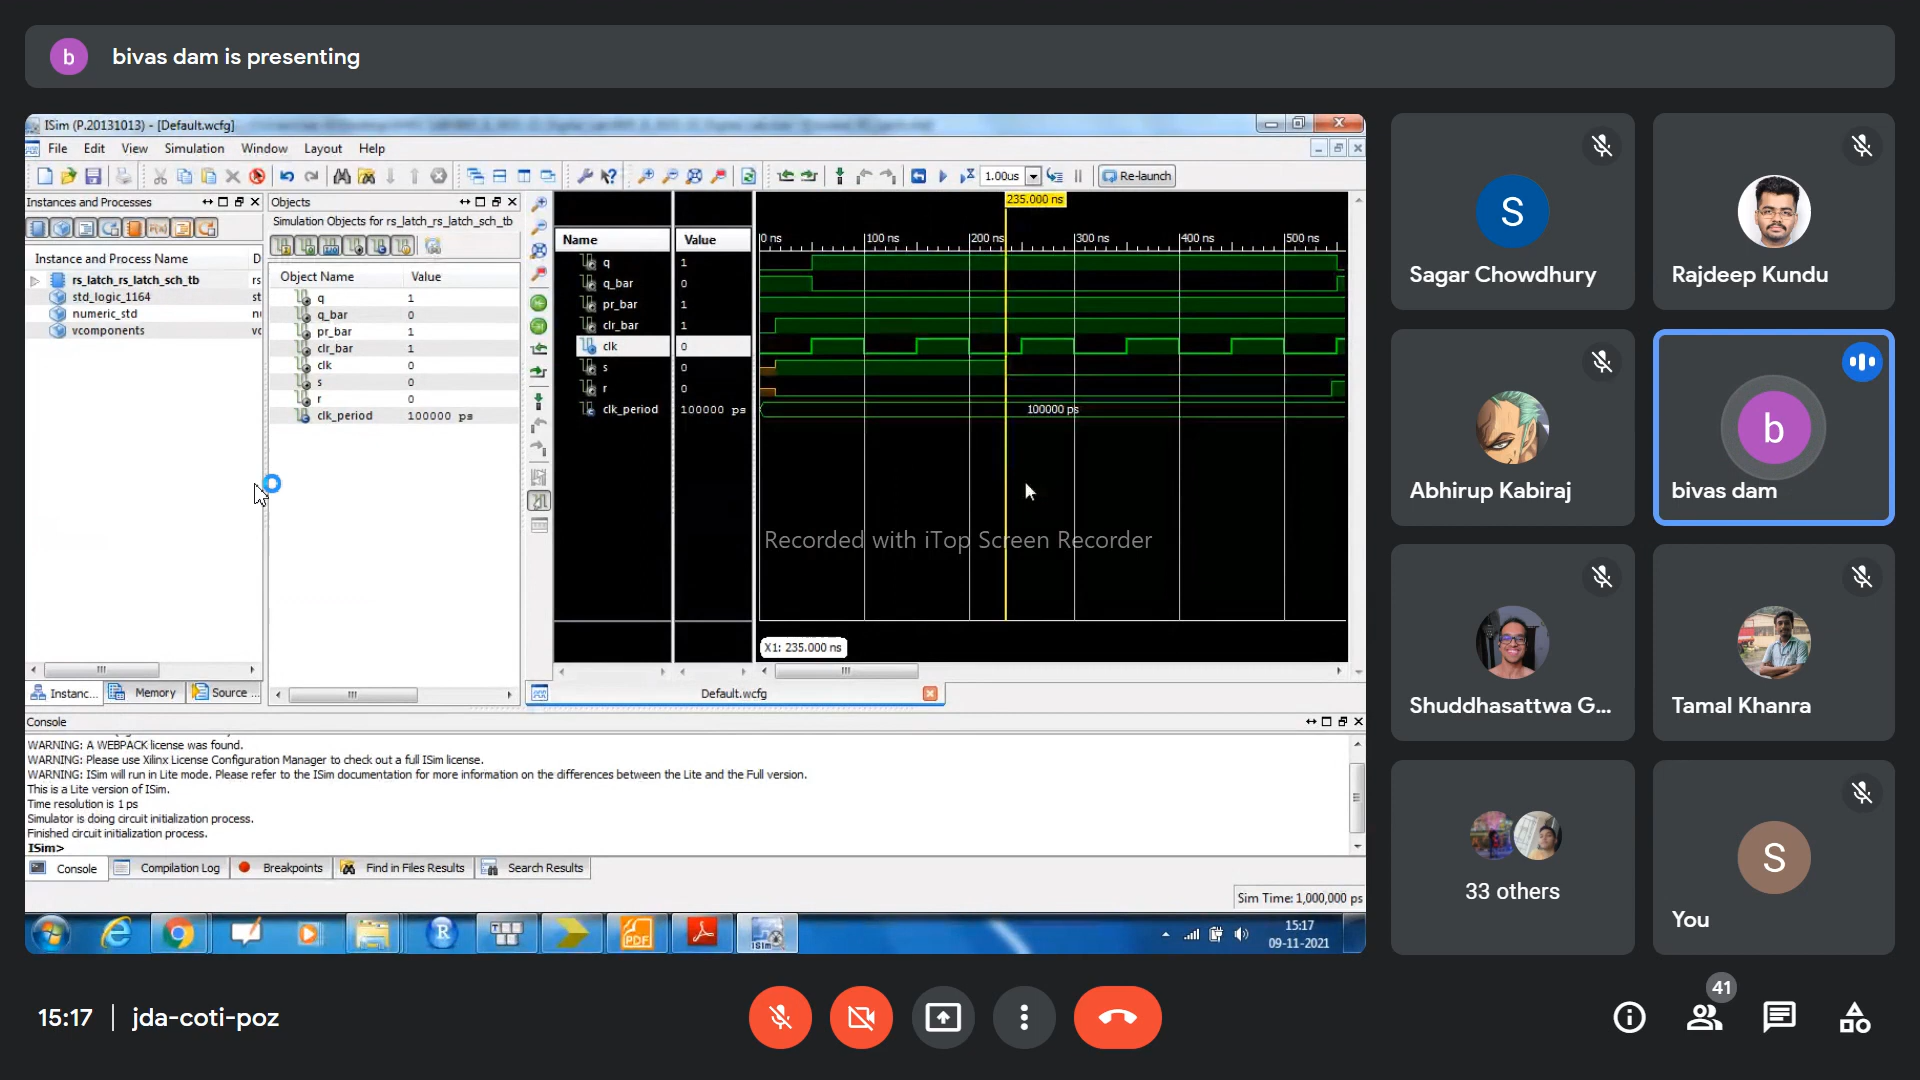 b
bivas dam is presenting
ISim (P.20131013) - [Default.wcfg]
File Edit View Simulation Window Layout Help
1.00us
Re-launch
Instances and Processes
Instance and Process Name D
rs_latch_rs_latch_sch_tb rs
std_logic_1164 st
numeric_std
vcomponents
Instanc... Memory Source ...
Objects
Simulation Objects for rs_latch_rs_latch_sch_tb
Object Name Value
q 1
q_bar 0
pr_bar 1
clr_bar 1
clk 0
s 0
r 0
clk_period 100000 ps
235.000 ns
Name Value
0 ns 100 ns 200 ns 300 ns 400 ns 500 ns
q 1
q_bar 0
pr_bar 1
clr_bar 1
clk 0
s 0
r 0
clk_period 100000 ps 100000 ps
Recorded with iTop Screen Recorder
X1: 235.000 ns
Default.wcfg
Console
WARNING: A WEBPACK license was found.
WARNING: Please use Xilinx License Configuration Manager to check out a full ISim license.
WARNING: ISim will run in Lite mode. Please refer to the ISim documentation for more information on the differences between the Lite and the Full version.
This is a Lite version of ISim.
Time resolution is 1 ps
Simulator is doing circuit initialization process.
Finished circuit initialization process.
ISim>
Console Compilation Log Breakpoints Find in Files Results Search Results
Sim Time: 1,000,000 ps
R
PDF
ISim
15:17
09-11-2021
S
Sagar Chowdhury
Rajdeep Kundu
Abhirup Kabiraj
b
bivas dam
Shuddhasattwa G...
Tamal Khanra
33 others
S
You
15:17
jda-coti-poz
41